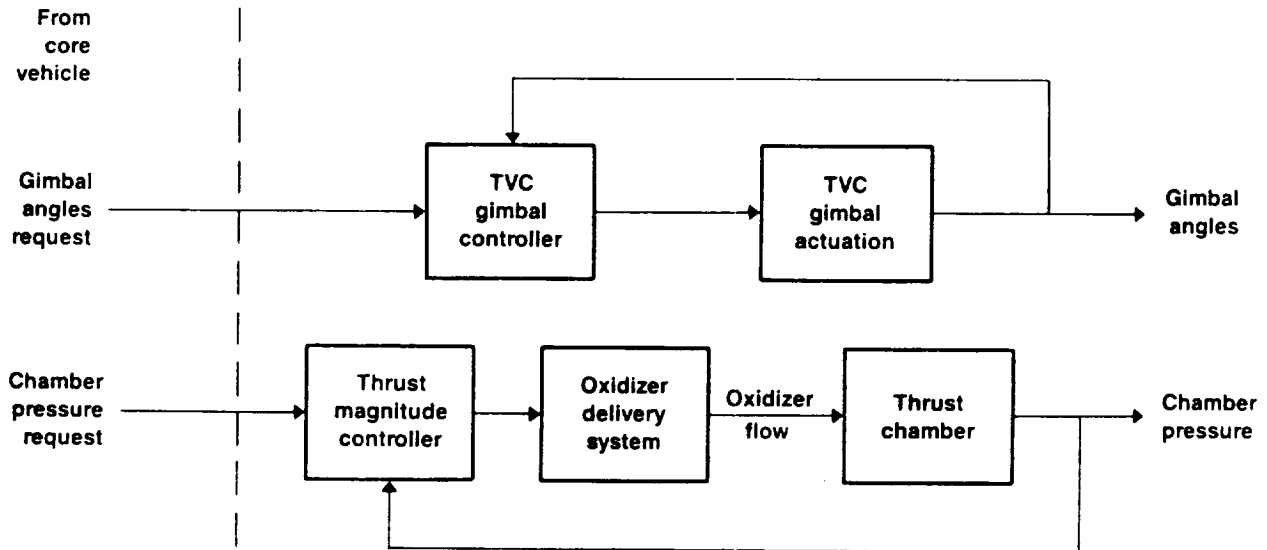 From
core
vehicle
Gimbal
angles
request
TVC
gimbal
controller
TVC
gimbal
actuation
Gimbal
angles
Chamber
pressure
request
Thrust
magnitude
controller
Oxidizer
delivery
system
Oxidizer
flow
Thrust
chamber
Chamber
pressure